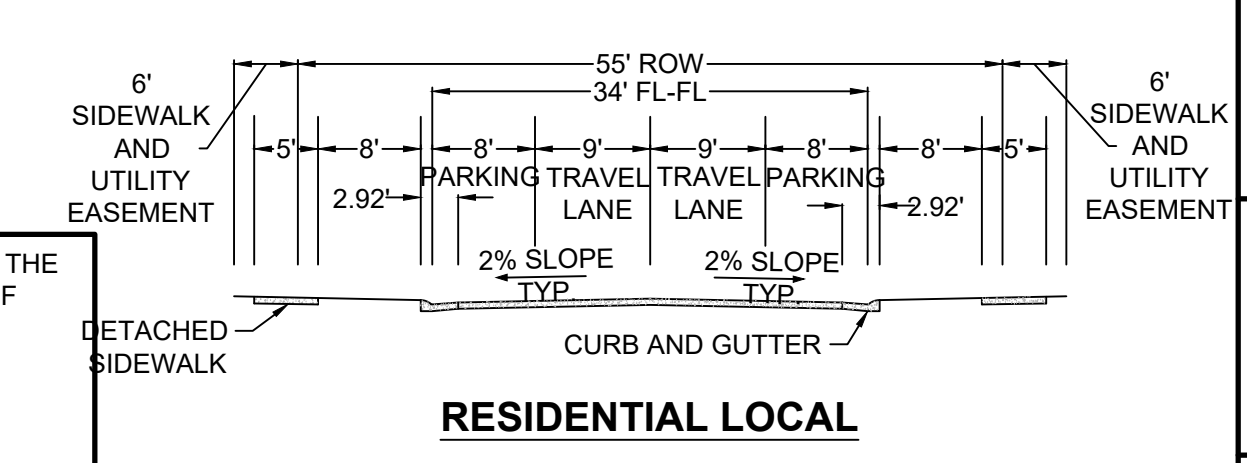 55' ROW
34' FL-FL
6'
SIDEWALK
AND
UTILITY
EASEMENT
5'
8'
8'
9'
9'
8'
8'
5'
PARKING
TRAVEL
LANE
TRAVEL
LANE
PARKING
2.92'
2.92'
6'
SIDEWALK
AND
UTILITY
EASEMENT
2% SLOPE
TYP.
2% SLOPE
TYP.
THE
F
DETACHED
SIDEWALK
CURB AND GUTTER
RESIDENTIAL LOCAL